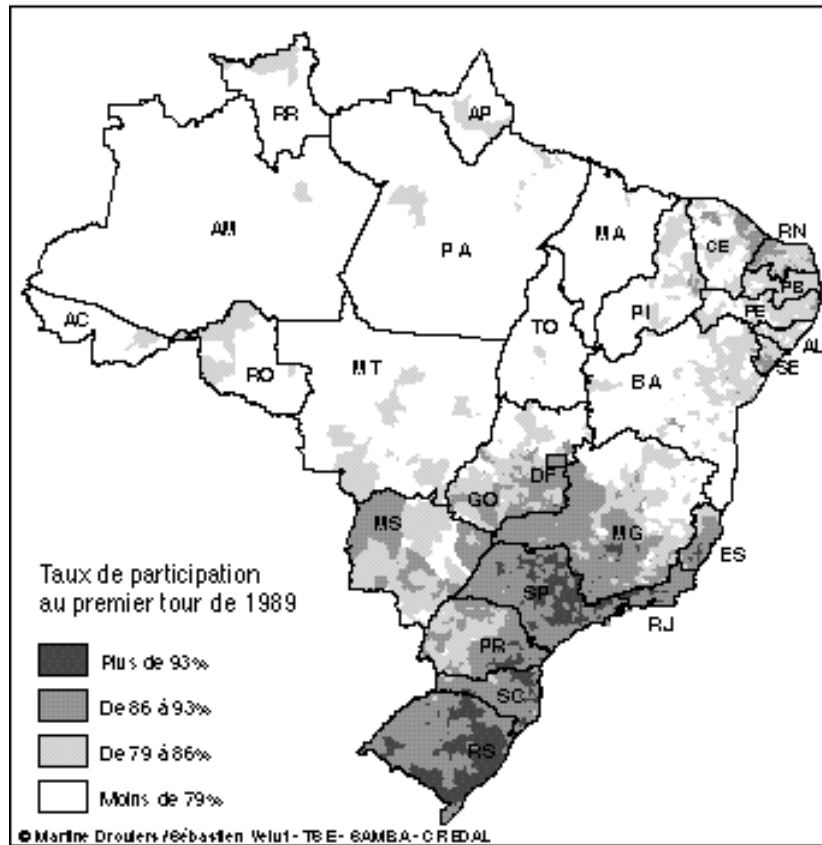 RR
AP
AM
PA
MA
CE
RN
PB
PE
AL
SE
PI
AC
RO
MT
TO
BA
DF
GO
MS
MG
ES
SP
RJ
PR
SC
RS
Taux de participation
au premier tour de 1989
Plus de 93%
De 86 à 93%
De 79 à 86%
Moins de 79%
© Martine Droulers / Sébastien Velut - TSE - SAMBA - CREDAL